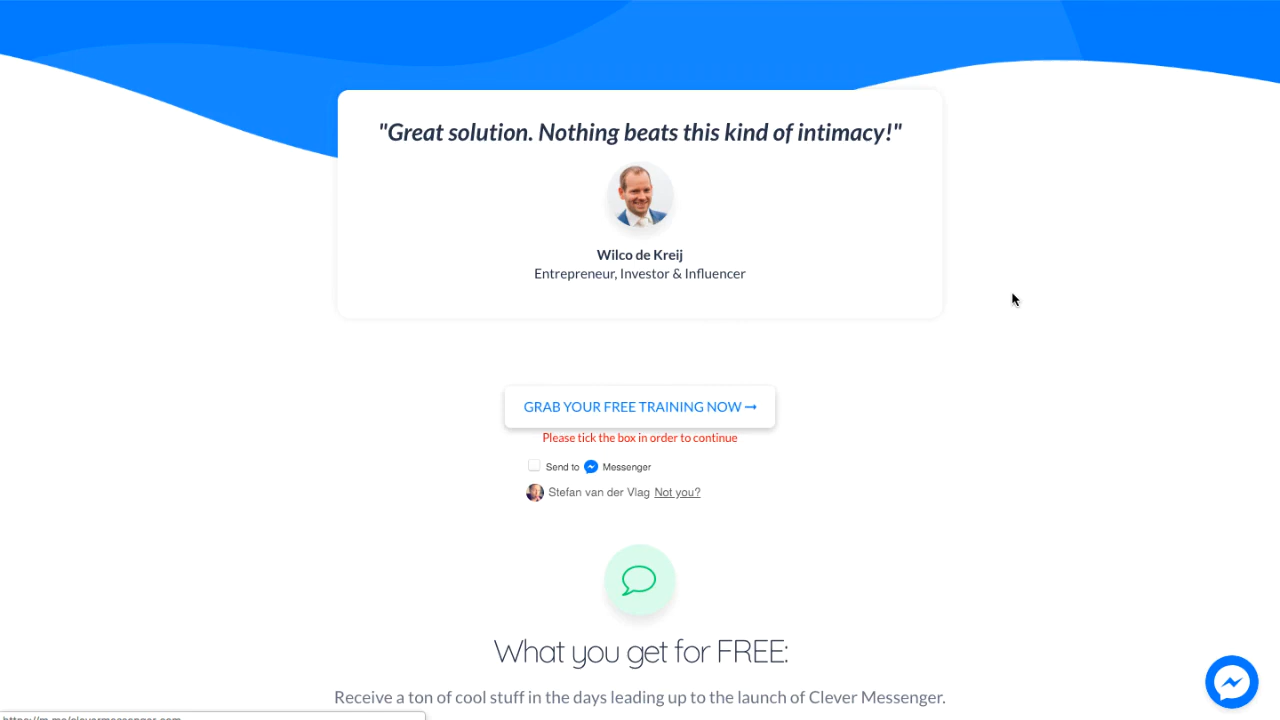 "Great solution. Nothing beats this kind of intimacy!"
Wilco de Kreij
Entrepreneur, Investor & Influencer
GRAB YOUR FREE TRAINING NOW →
Please tick the box in order to continue
Send to Messenger
Stefan van der Vlag Not you?
What you get for FREE:
Receive a ton of cool stuff in the days leading up to the launch of Clever Messenger.